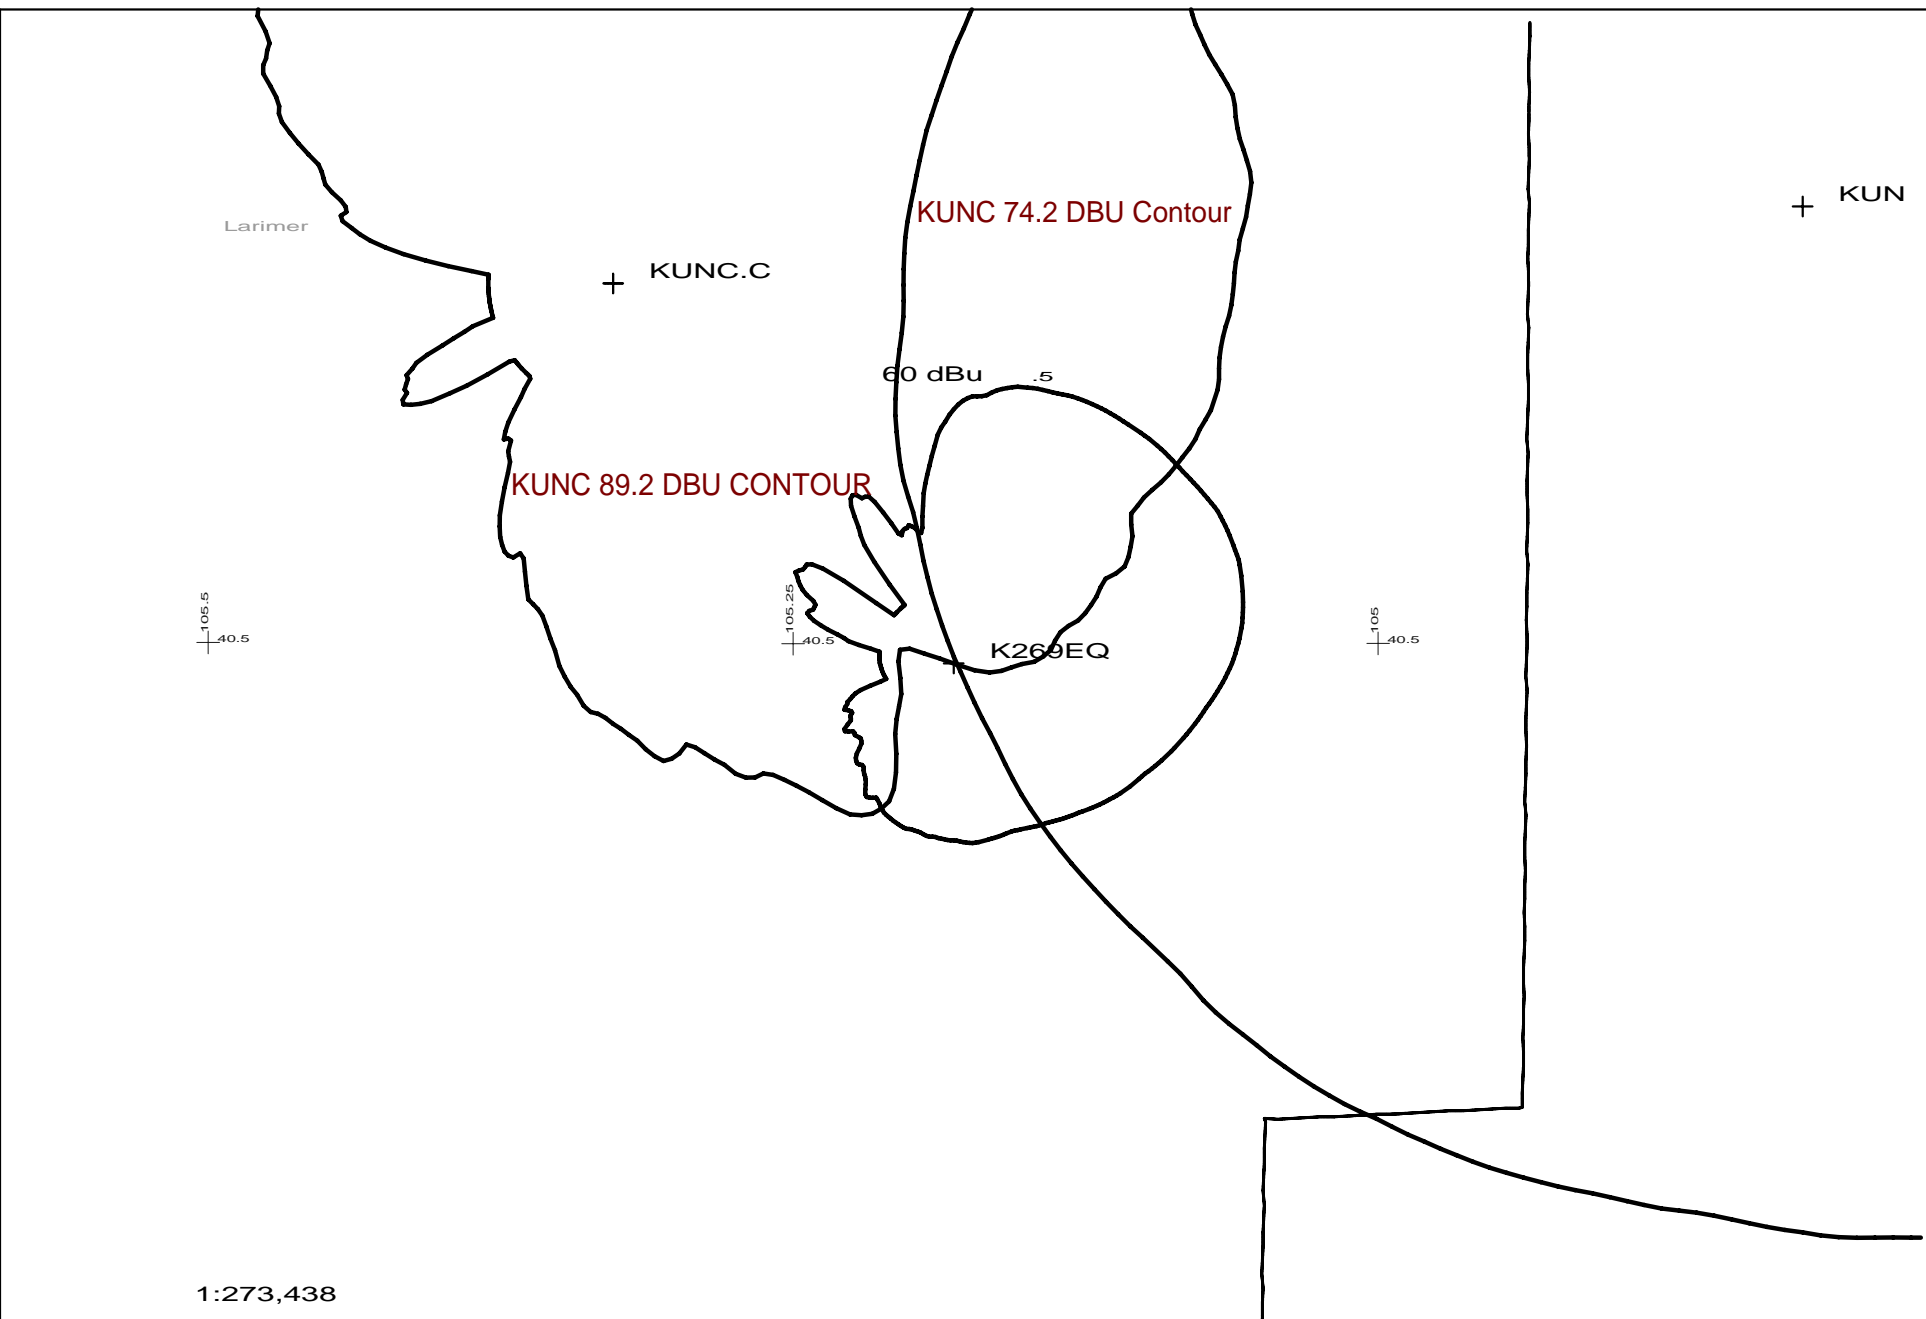 KUN
KUNC 74.2 DBU Contour
Larimer
KUNC.C
60 dBu .5
KUNC 89.2 DBU CONTOUR
105.5
40.5
105.25
40.5
105
40.5
K269EQ
1:273,438